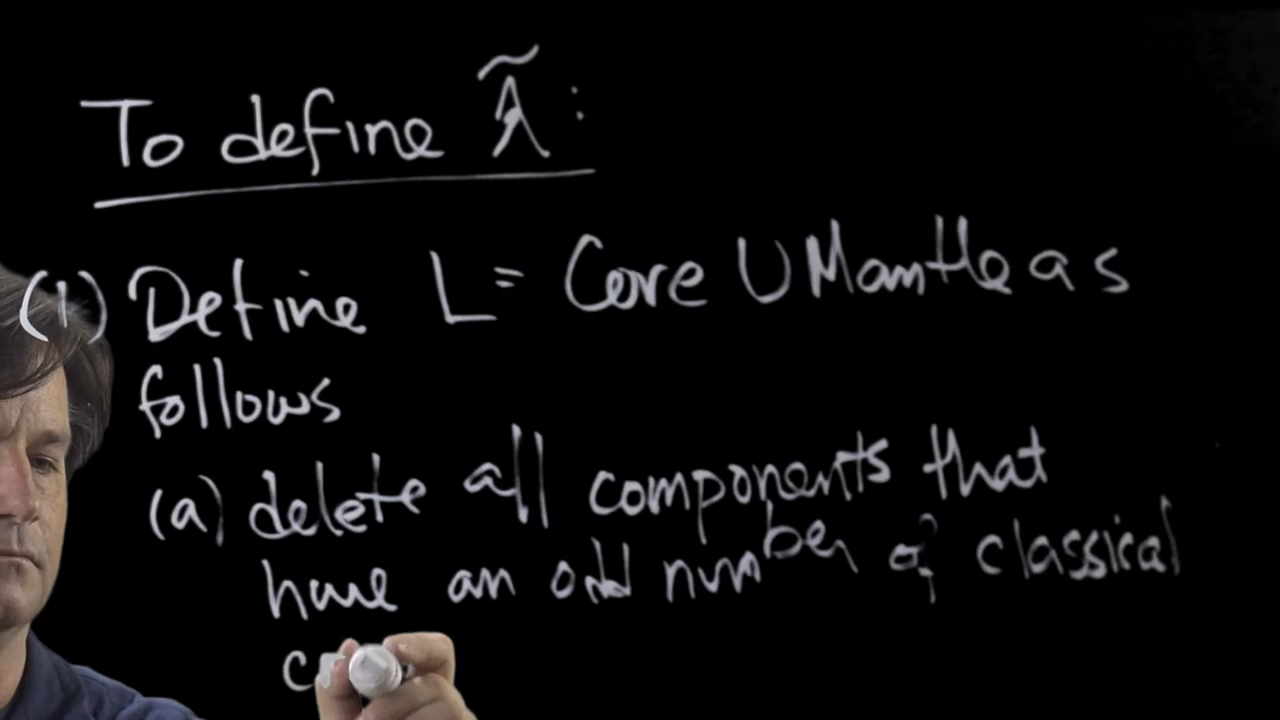 To define λ̃:
(1) Define L = Core ∪ Mantle as
follows
(a) delete all components that
have an odd number of classical